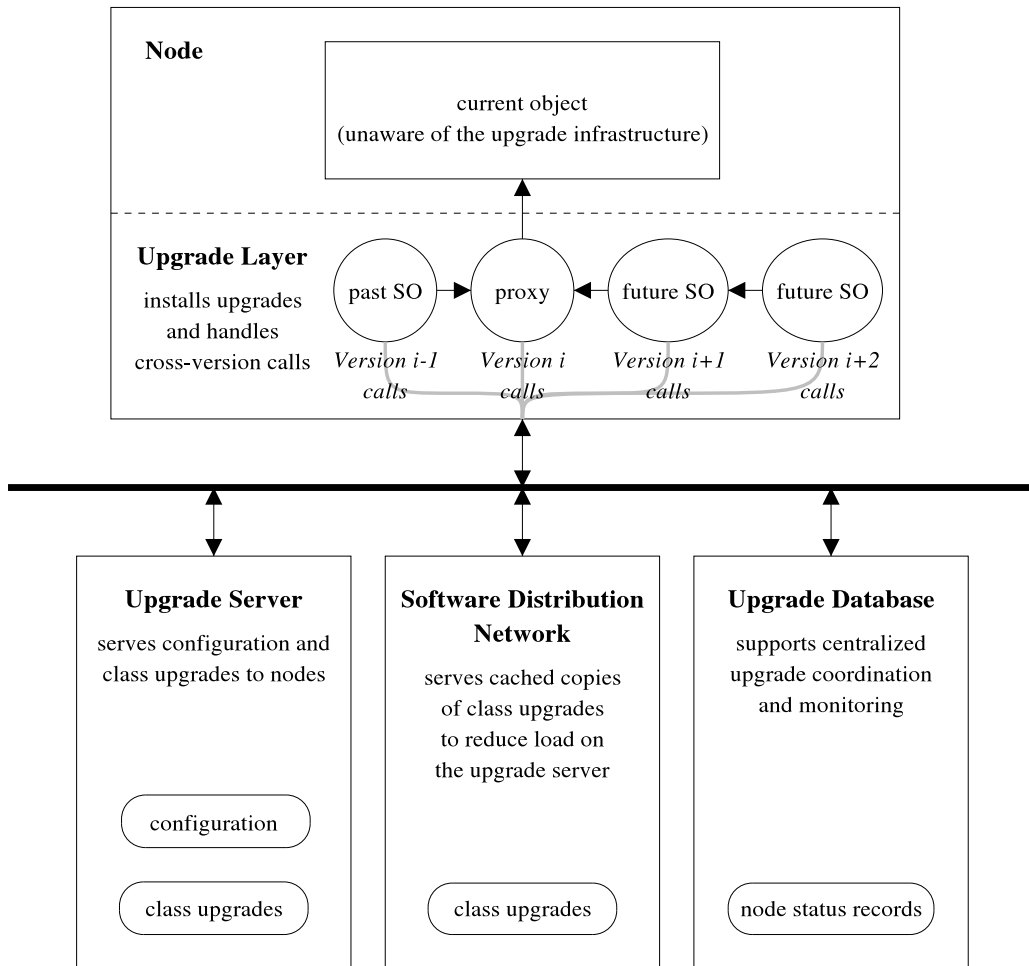 Node
current object
(unaware of the upgrade infrastructure)
Upgrade Layer
installs upgrades
and handles
cross-version calls
past SO
proxy
future SO
future SO
Version i-1
calls
Version i
calls
Version i+1
calls
Version i+2
calls
Upgrade Server
serves configuration and
class upgrades to nodes
configuration
class upgrades
Software Distribution
Network
serves cached copies
of class upgrades
to reduce load on
the upgrade server
class upgrades
Upgrade Database
supports centralized
upgrade coordination
and monitoring
node status records